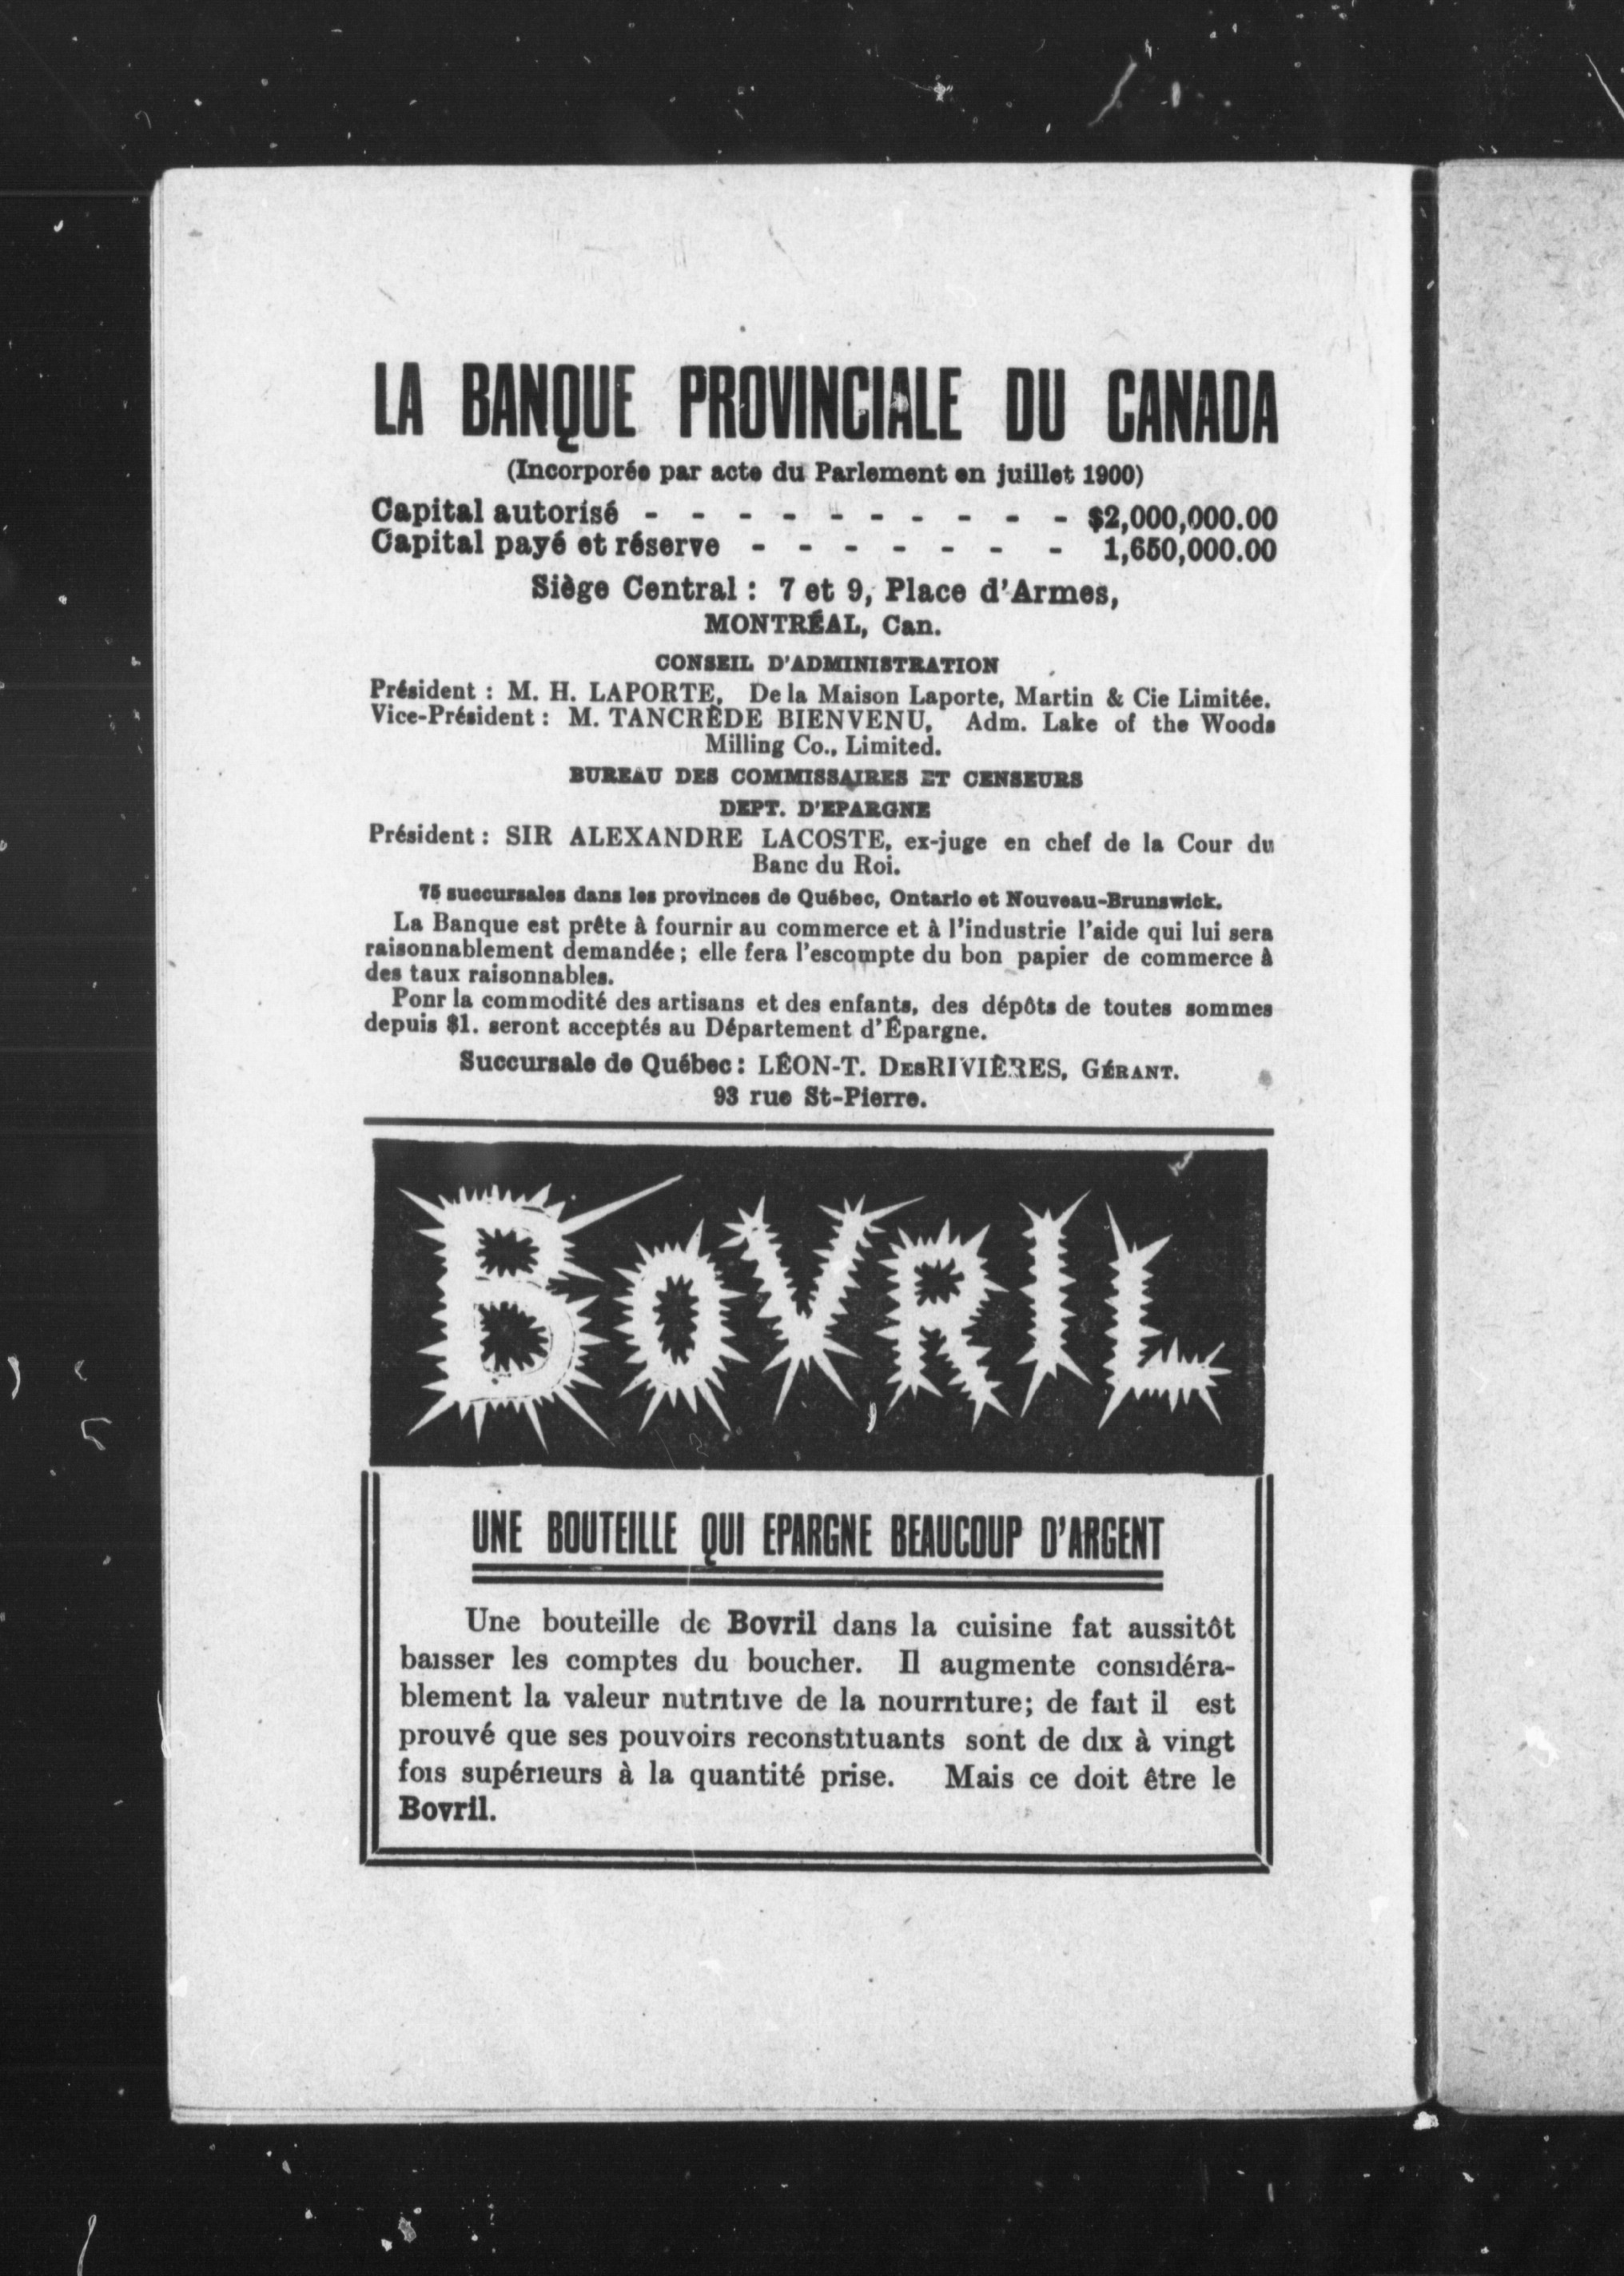 LA BANQUE PROVINCIALE DU CANADA
(Incorporée par acte du Parlement en juillet 1900)
Capital autorisé - - - - - - - - - - $2,000,000.00
Capital payé et réserve - - - - - - - 1,650,000.00
Siège Central : 7 et 9, Place d'Armes,
MONTRÉAL, Can.
CONSEIL D'ADMINISTRATION
Président : M. H. LAPORTE, De la Maison Laporte, Martin & Cie Limitée.
Vice-Président : M. TANCRÈDE BIENVENU, Adm. Lake of the Woods
Milling Co., Limited.
BUREAU DES COMMISSAIRES ET CENSEURS
DEPT. D'EPARGNE
Président : SIR ALEXANDRE LACOSTE, ex-juge en chef de la Cour du
Banc du Roi.
75 succursales dans les provinces de Québec, Ontario et Nouveau-Brunswick.
La Banque est prête à fournir au commerce et à l'industrie l'aide qui lui sera
raisonnablement demandée ; elle fera l'escompte du bon papier de commerce à
des taux raisonnables.
Ponr la commodité des artisans et des enfants, des dépôts de toutes sommes
depuis $1. seront acceptés au Département d'Épargne.
Succursale de Québec : LÉON-T. DESRIVIÈRES, GÉRANT.
93 rue St-Pierre.
BOVRIL
UNE BOUTEILLE QUI EPARGNE BEAUCOUP D'ARGENT
Une bouteille de Bovril dans la cuisine fat aussitôt
baisser les comptes du boucher. Il augmente considéra-
blement la valeur nutritive de la nourriture; de fait il est
prouvé que ses pouvoirs reconstituants sont de dix à vingt
fois supérieurs à la quantité prise. Mais ce doit être le
Bovril.